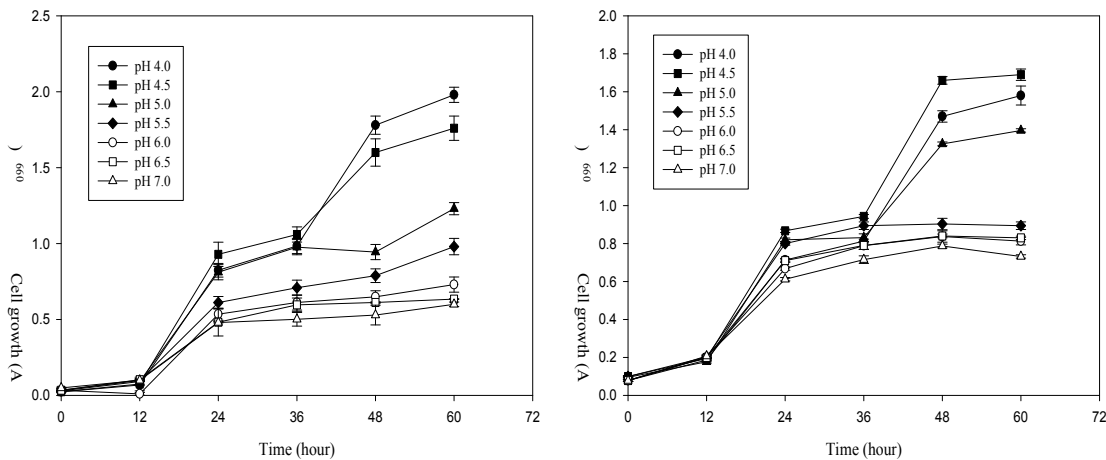 2.5
2.0
1.5
1.0
0.5
0.0
0 12 24 36 48 60 72
pH 4.0
pH 4.5
pH 5.0
pH 5.5
pH 6.0
pH 6.5
pH 7.0
Cell growth (A
660
)
Time (hour)
2.0
1.8
1.6
1.4
1.2
1.0
0.8
0.6
0.4
0.2
0.0
0 12 24 36 48 60 72
pH 4.0
pH 4.5
pH 5.0
pH 5.5
pH 6.0
pH 6.5
pH 7.0
Cell growth (A
660
)
Time (hour)